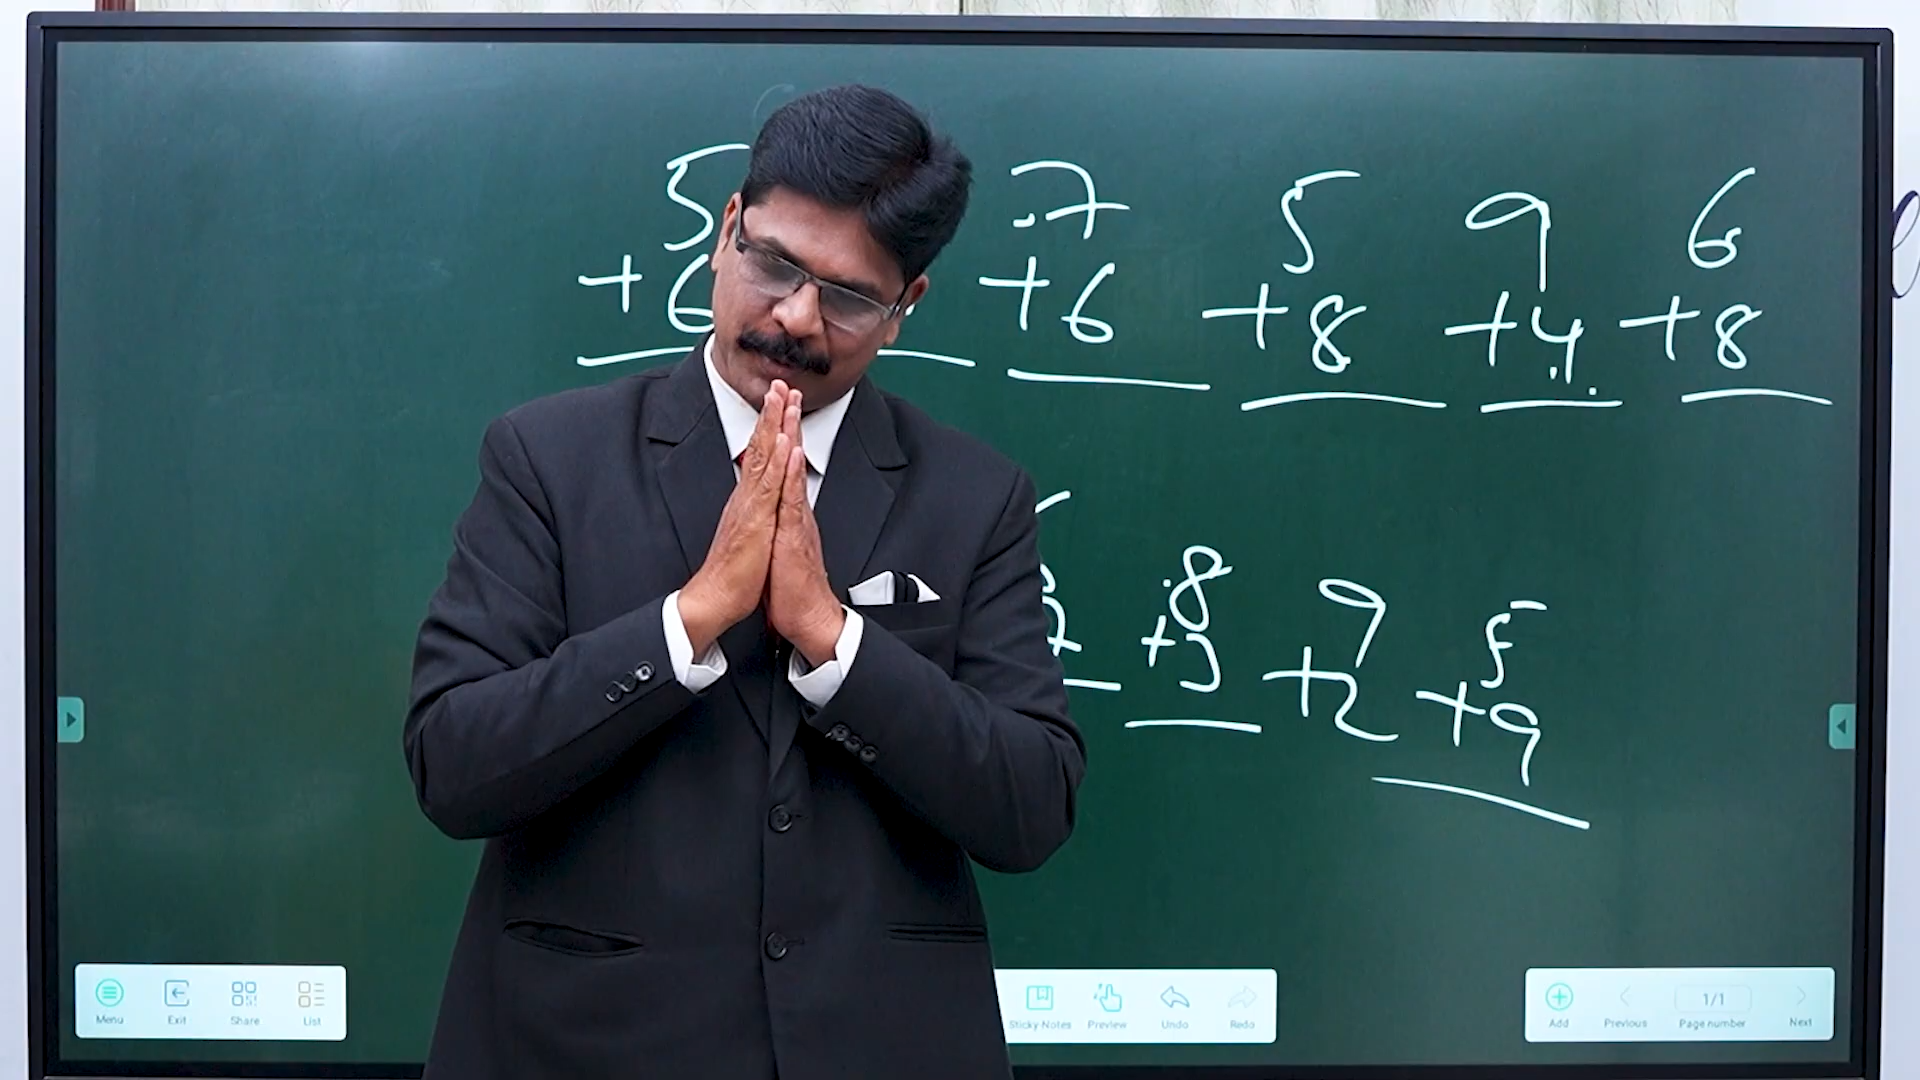 5 7 5 9 6
+6 +6 +8 +4 +8
8 9 5
+5 +2 +9
Menu Exit Share List Sticky Notes Preview Undo Redo Add Previous 1/1 Page number Next